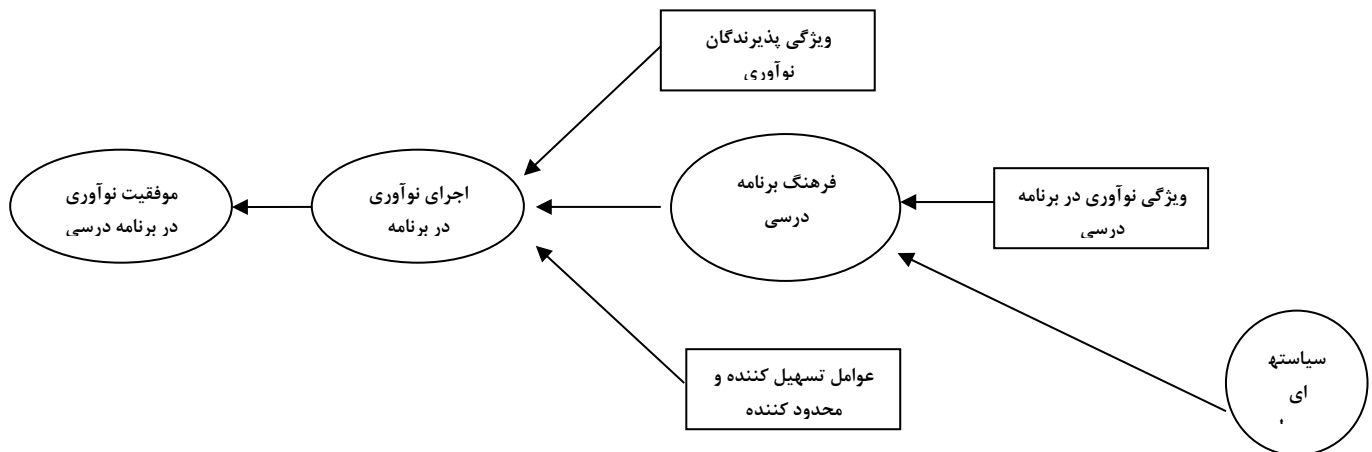 ویژگی پذیرندگان
نوآوری
موفقیت نوآوری
در برنامه درسی
اجرای نوآوری
در برنامه
فرهنگ برنامه
درسی
ویژگی نوآوری در برنامه
درسی
عوامل تسهیل کننده و
محدود کننده
سیاسته
ای